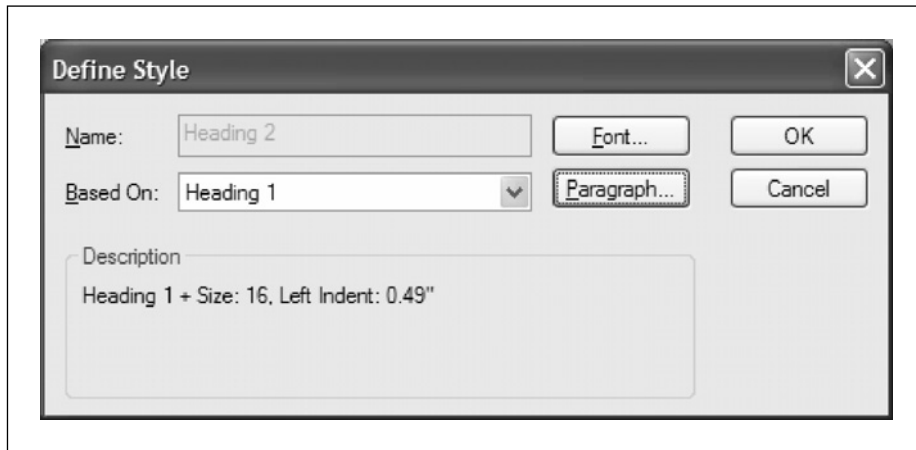 Define Style
Name: Heading 2 Font... OK
Based On: Heading 1 Paragraph... Cancel
Description
Heading 1 + Size: 16, Left Indent: 0.49"